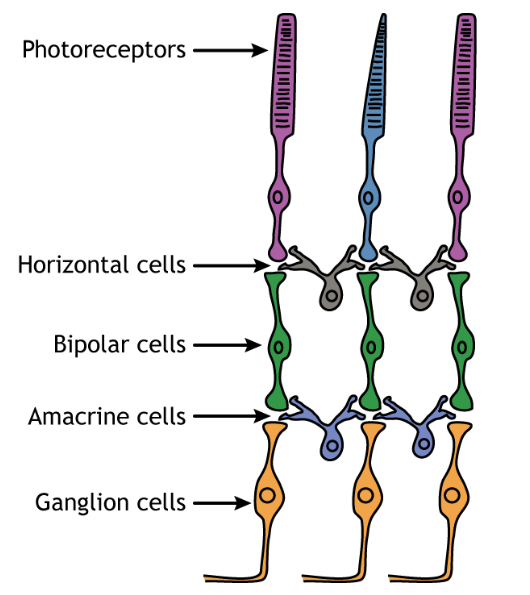 Photoreceptors
Horizontal cells
Bipolar cells
Amacrine cells
Ganglion cells